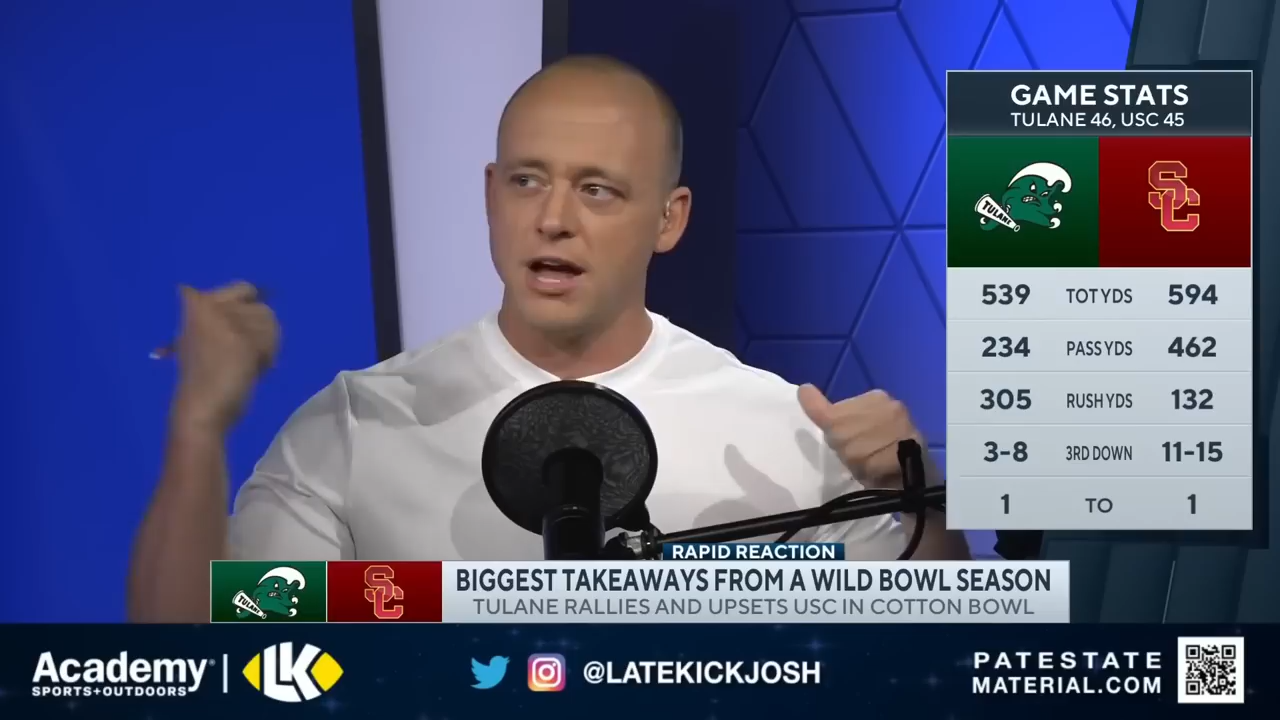 GAME STATS
TULANE 46, USC 45
TULANE
SC
539 TOT YDS 594
234 PASS YDS 462
305 RUSH YDS 132
3-8 3RD DOWN 11-15
1 TO 1
RAPID REACTION
TULANE
SC
BIGGEST TAKEAWAYS FROM A WILD BOWL SEASON
TULANE RALLIES AND UPSETS USC IN COTTON BOWL
Academy
SPORTS+OUTDOORS
LK
@LATEKICKJOSH
PATESTATE
MATERIAL.COM